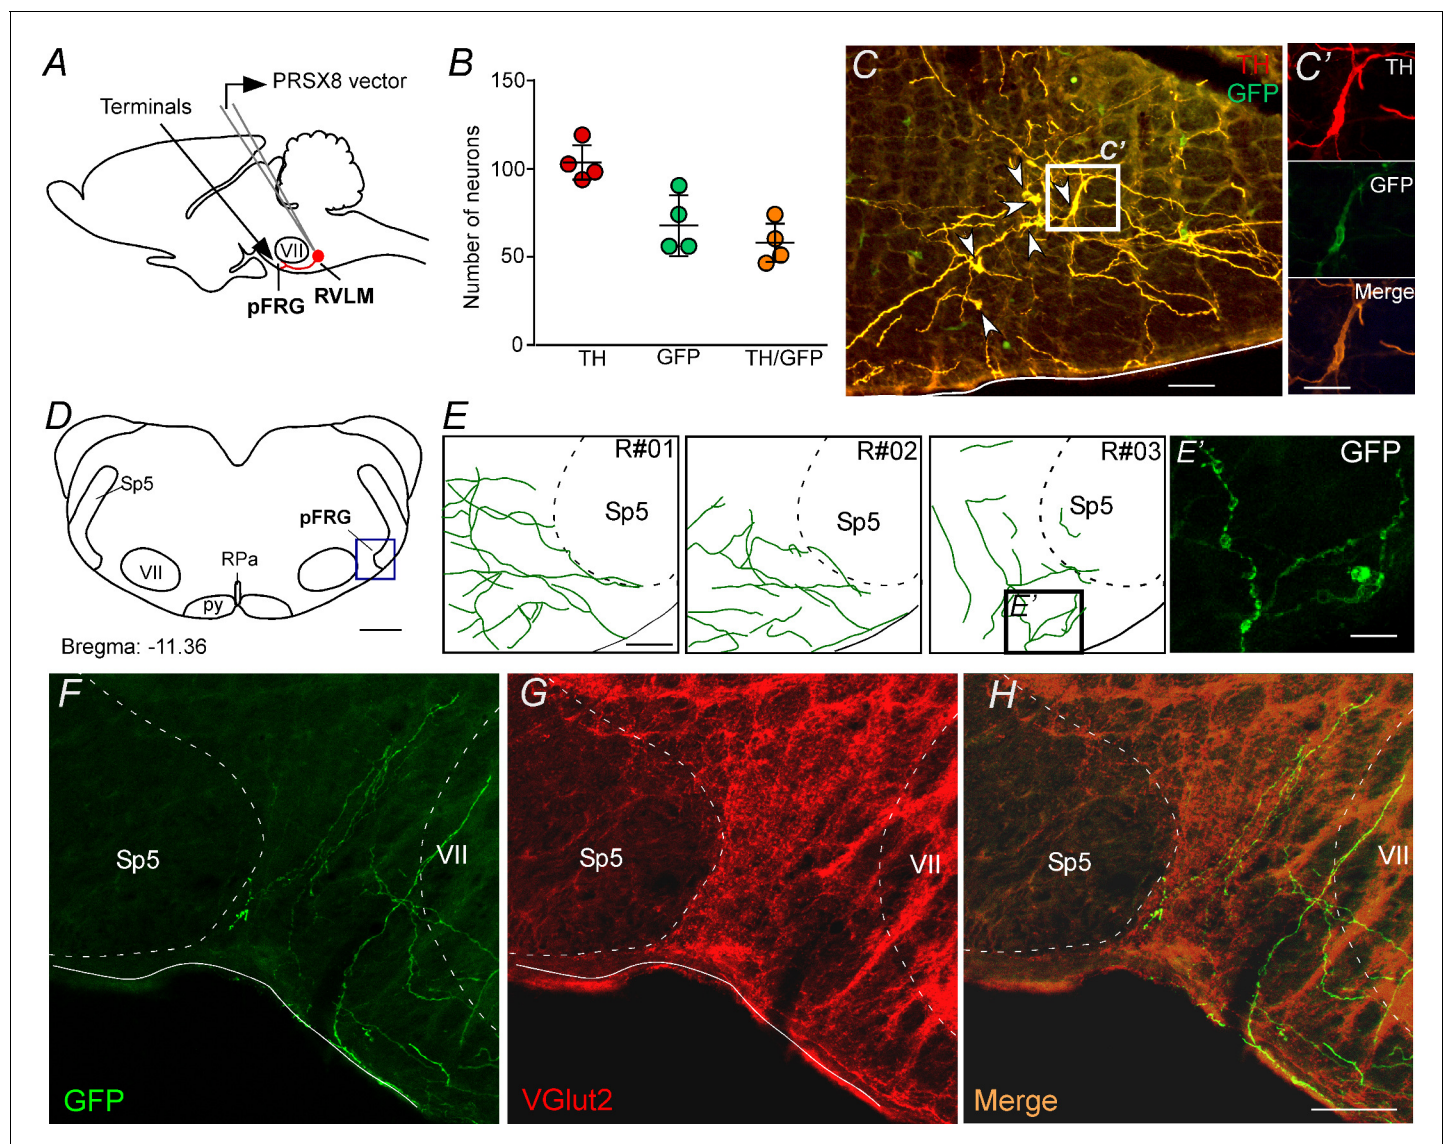 A
PRSX8 vector
Terminals
VII
pFRG
RVLM
B
Number of neurons
150
100
50
0
TH
GFP
TH/GFP
C
TH
GFP
C'
C'
TH
GFP
Merge
D
Sp5
pFRG
VII
RPa
py
Bregma: -11.36
E
R#01
Sp5
R#02
Sp5
R#03
Sp5
E'
E'
GFP
F
Sp5
VII
GFP
G
Sp5
VII
VGlut2
H
Sp5
VII
Merge